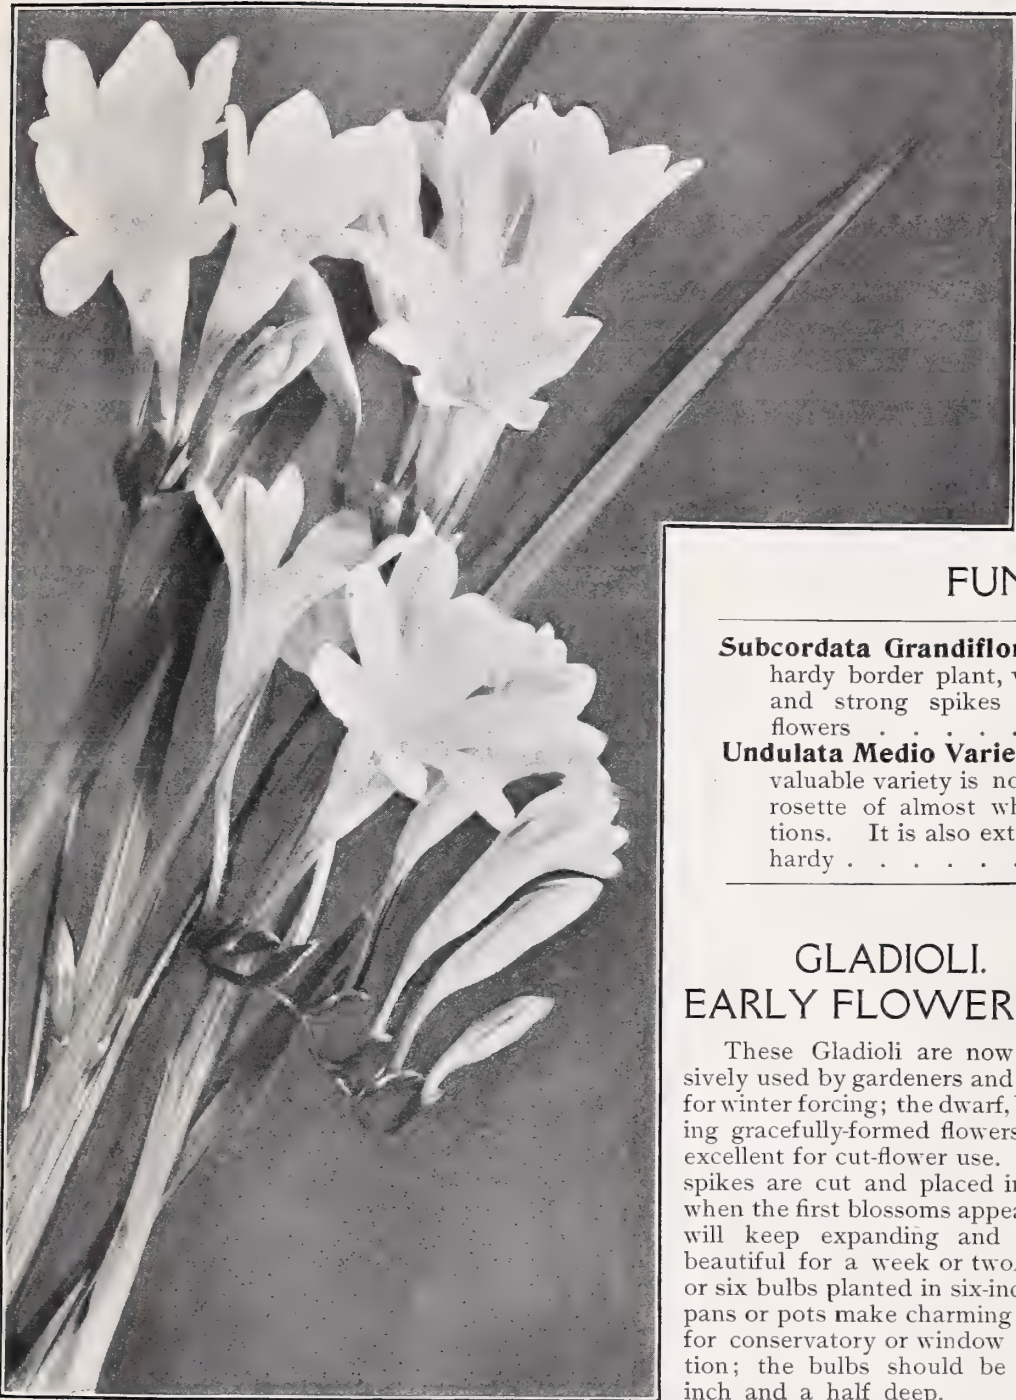 FUN
Subcordata Grandiflor
hardy border plant,
and strong spikes
flowers . . . . .
Undulata Medio Varie
valuable variety is no
rosette of almost wh
tions. It is also ext
hardy . . . . . .
GLADIOLI.
EARLY FLOWER
These Gladioli are now
sively used by gardeners and
for winter forcing; the dwarf,
ing gracefully-formed flowers
excellent for cut-flower use.
spikes are cut and placed in
when the first blossoms appea
will keep expanding and
beautiful for a week or two.
or six bulbs planted in six-inc
pans or pots make charming
for conservatory or window
tion; the bulbs should be
inch and a half deep.